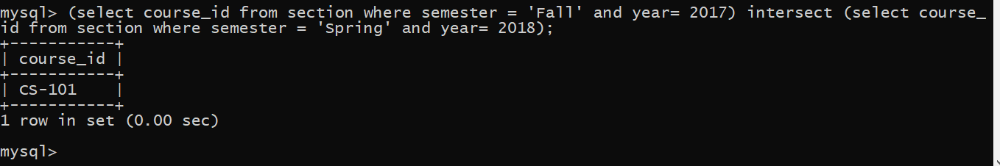 mysql> (select course_id from section where semester = 'Fall' and year= 2017) intersect (select course_
id from section where semester = 'Spring' and year= 2018);
+-----------+
| course_id |
+-----------+
| CS-101    |
+-----------+
1 row in set (0.00 sec)
mysql>